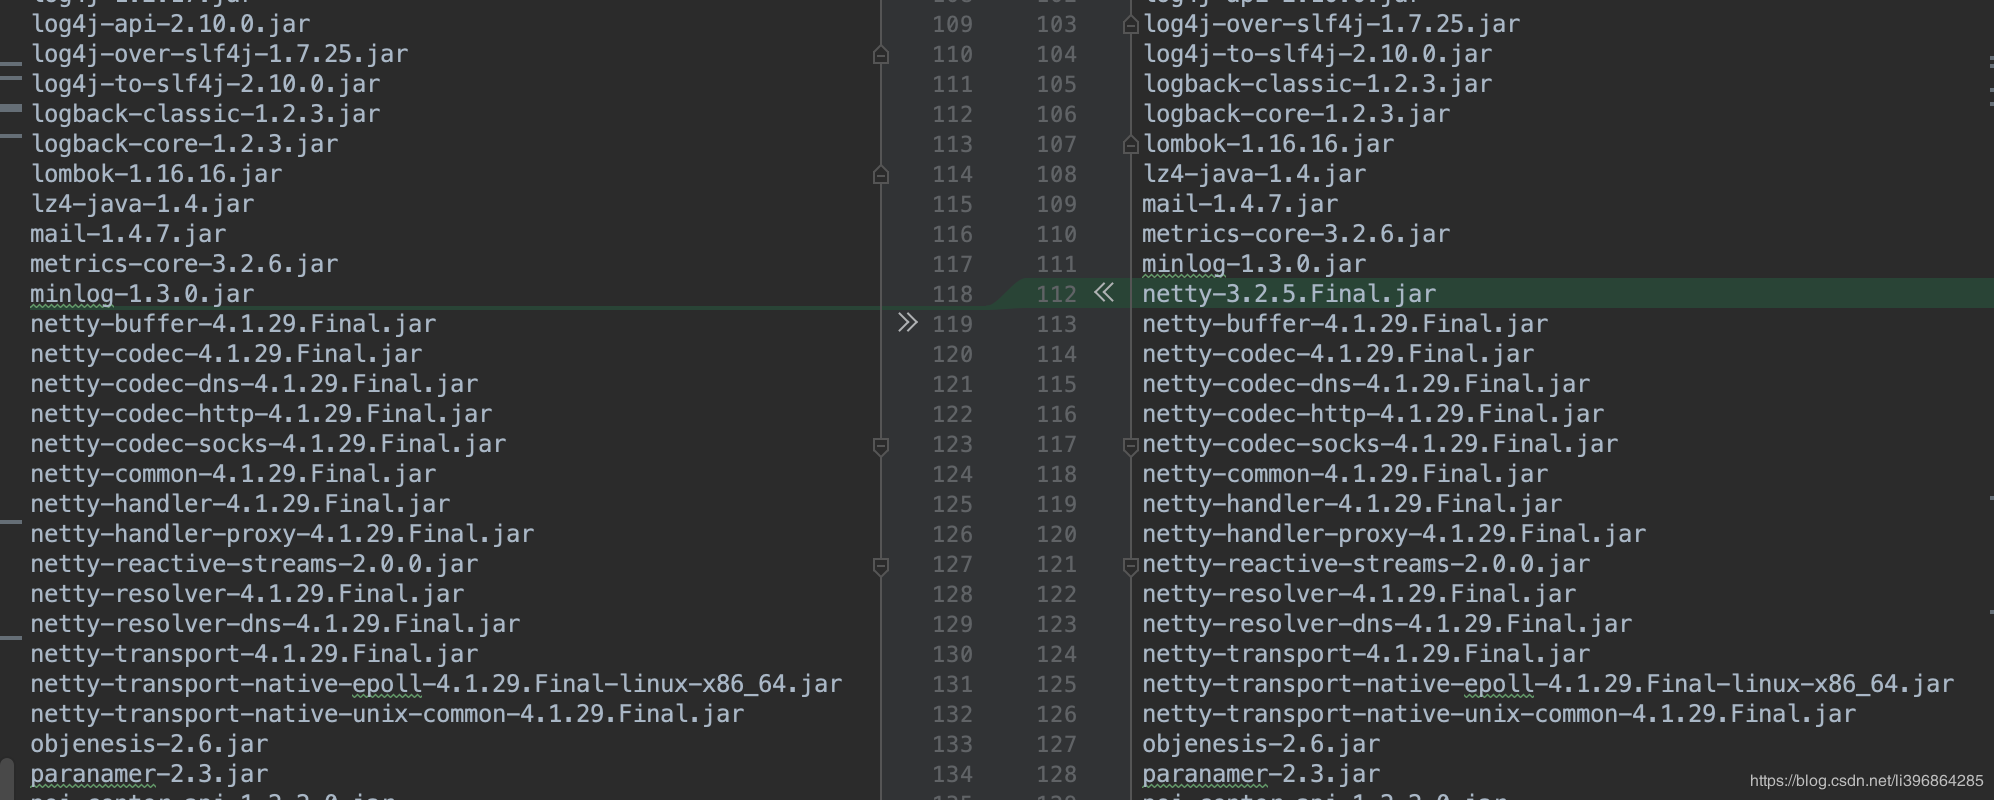 log4j-api-2.10.0.jar 109 103 log4j-over-slf4j-1.7.25.jar
log4j-over-slf4j-1.7.25.jar 110 104 log4j-to-slf4j-2.10.0.jar
log4j-to-slf4j-2.10.0.jar 111 105 logback-classic-1.2.3.jar
logback-classic-1.2.3.jar 112 106 logback-core-1.2.3.jar
logback-core-1.2.3.jar 113 107 lombok-1.16.16.jar
lombok-1.16.16.jar 114 108 lz4-java-1.4.jar
lz4-java-1.4.jar 115 109 mail-1.4.7.jar
mail-1.4.7.jar 116 110 metrics-core-3.2.6.jar
metrics-core-3.2.6.jar 117 111 minlog-1.3.0.jar
minlog-1.3.0.jar 118 112 netty-3.2.5.Final.jar
netty-buffer-4.1.29.Final.jar 119 113 netty-buffer-4.1.29.Final.jar
netty-codec-4.1.29.Final.jar 120 114 netty-codec-4.1.29.Final.jar
netty-codec-dns-4.1.29.Final.jar 121 115 netty-codec-dns-4.1.29.Final.jar
netty-codec-http-4.1.29.Final.jar 122 116 netty-codec-http-4.1.29.Final.jar
netty-codec-socks-4.1.29.Final.jar 123 117 netty-codec-socks-4.1.29.Final.jar
netty-common-4.1.29.Final.jar 124 118 netty-common-4.1.29.Final.jar
netty-handler-4.1.29.Final.jar 125 119 netty-handler-4.1.29.Final.jar
netty-handler-proxy-4.1.29.Final.jar 126 120 netty-handler-proxy-4.1.29.Final.jar
netty-reactive-streams-2.0.0.jar 127 121 netty-reactive-streams-2.0.0.jar
netty-resolver-4.1.29.Final.jar 128 122 netty-resolver-4.1.29.Final.jar
netty-resolver-dns-4.1.29.Final.jar 129 123 netty-resolver-dns-4.1.29.Final.jar
netty-transport-4.1.29.Final.jar 130 124 netty-transport-4.1.29.Final.jar
netty-transport-native-epoll-4.1.29.Final-linux-x86_64.jar 131 125 netty-transport-native-epoll-4.1.29.Final-linux-x86_64.jar
netty-transport-native-unix-common-4.1.29.Final.jar 132 126 netty-transport-native-unix-common-4.1.29.Final.jar
objenesis-2.6.jar 133 127 objenesis-2.6.jar
paranamer-2.3.jar 134 128 paranamer-2.3.jar
https://blog.csdn.net/li396864285